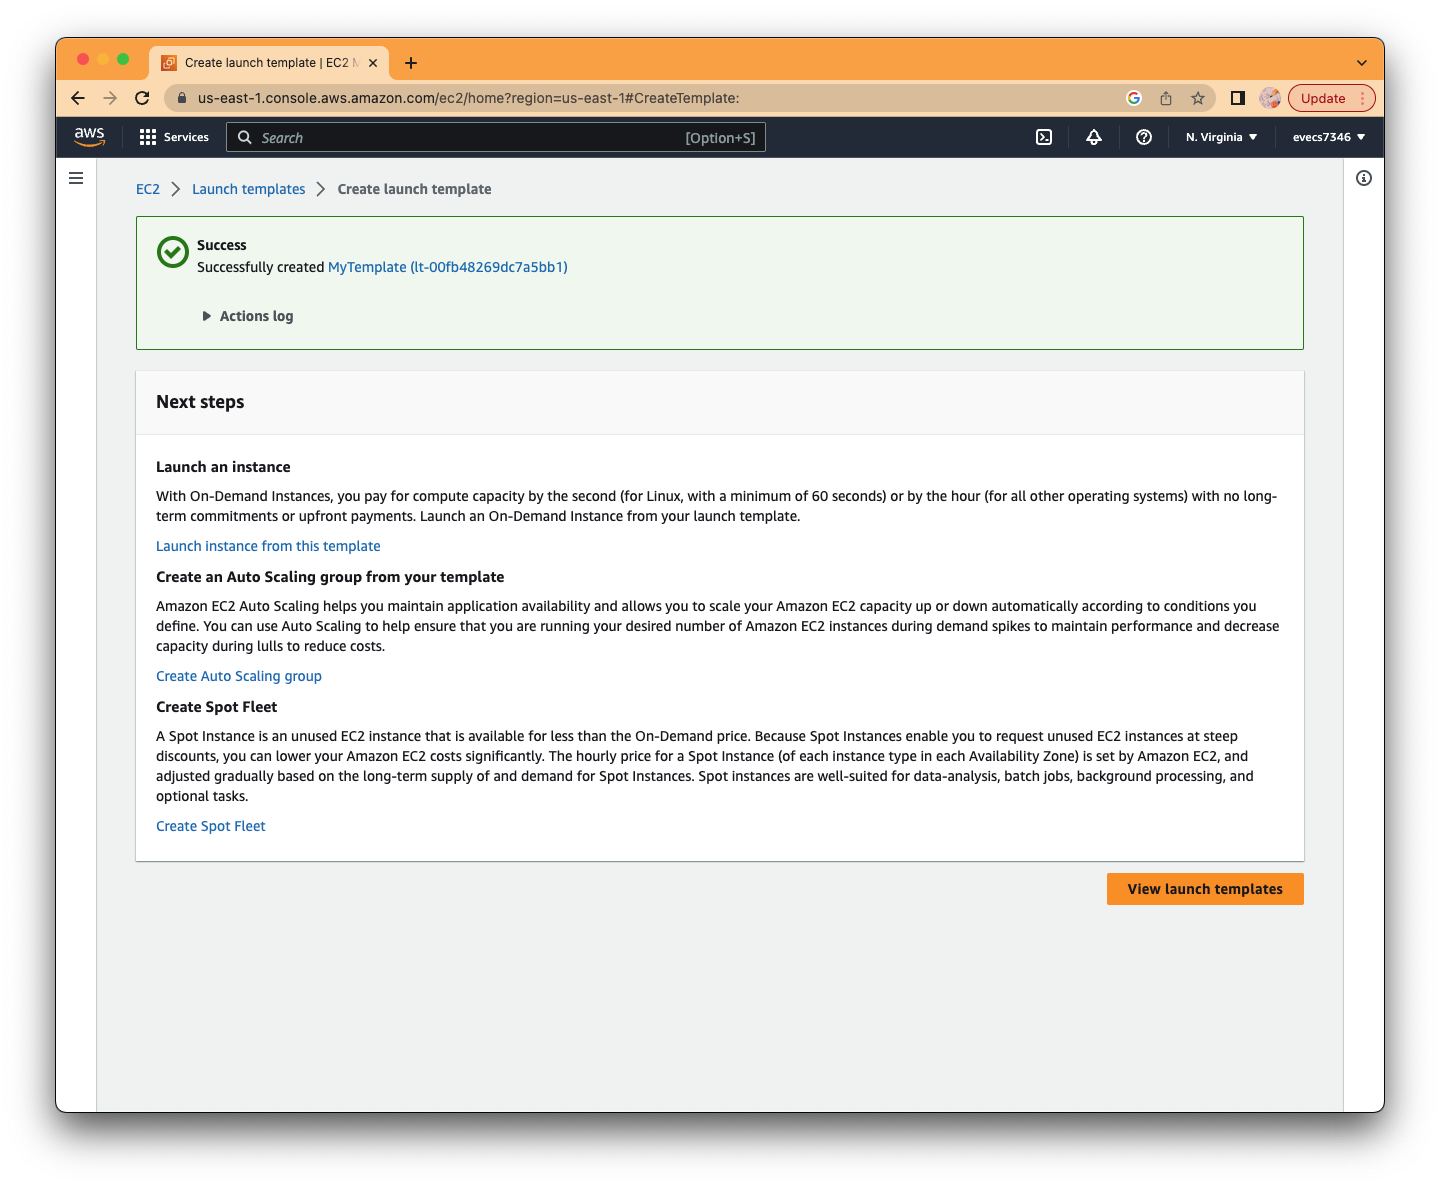 Create launch template | EC2 M
us-east-1.console.aws.amazon.com/ec2/home?region=us-east-1#CreateTemplate:
Update
aws
Services
Search
[Option+S]
N. Virginia
evecs7346
EC2
Launch templates
Create launch template
Success
Successfully created MyTemplate (lt-00fb48269dc7a5bb1)
Actions log
Next steps
Launch an instance
With On-Demand Instances, you pay for compute capacity by the second (for Linux, with a minimum of 60 seconds) or by the hour (for all other operating systems) with no long-
term commitments or upfront payments. Launch an On-Demand Instance from your launch template.
Launch instance from this template
Create an Auto Scaling group from your template
Amazon EC2 Auto Scaling helps you maintain application availability and allows you to scale your Amazon EC2 capacity up or down automatically according to conditions you
define. You can use Auto Scaling to help ensure that you are running your desired number of Amazon EC2 instances during demand spikes to maintain performance and decrease
capacity during lulls to reduce costs.
Create Auto Scaling group
Create Spot Fleet
A Spot Instance is an unused EC2 instance that is available for less than the On-Demand price. Because Spot Instances enable you to request unused EC2 instances at steep
discounts, you can lower your Amazon EC2 costs significantly. The hourly price for a Spot Instance (of each instance type in each Availability Zone) is set by Amazon EC2, and
adjusted gradually based on the long-term supply of and demand for Spot Instances. Spot instances are well-suited for data-analysis, batch jobs, background processing, and
optional tasks.
Create Spot Fleet
View launch templates